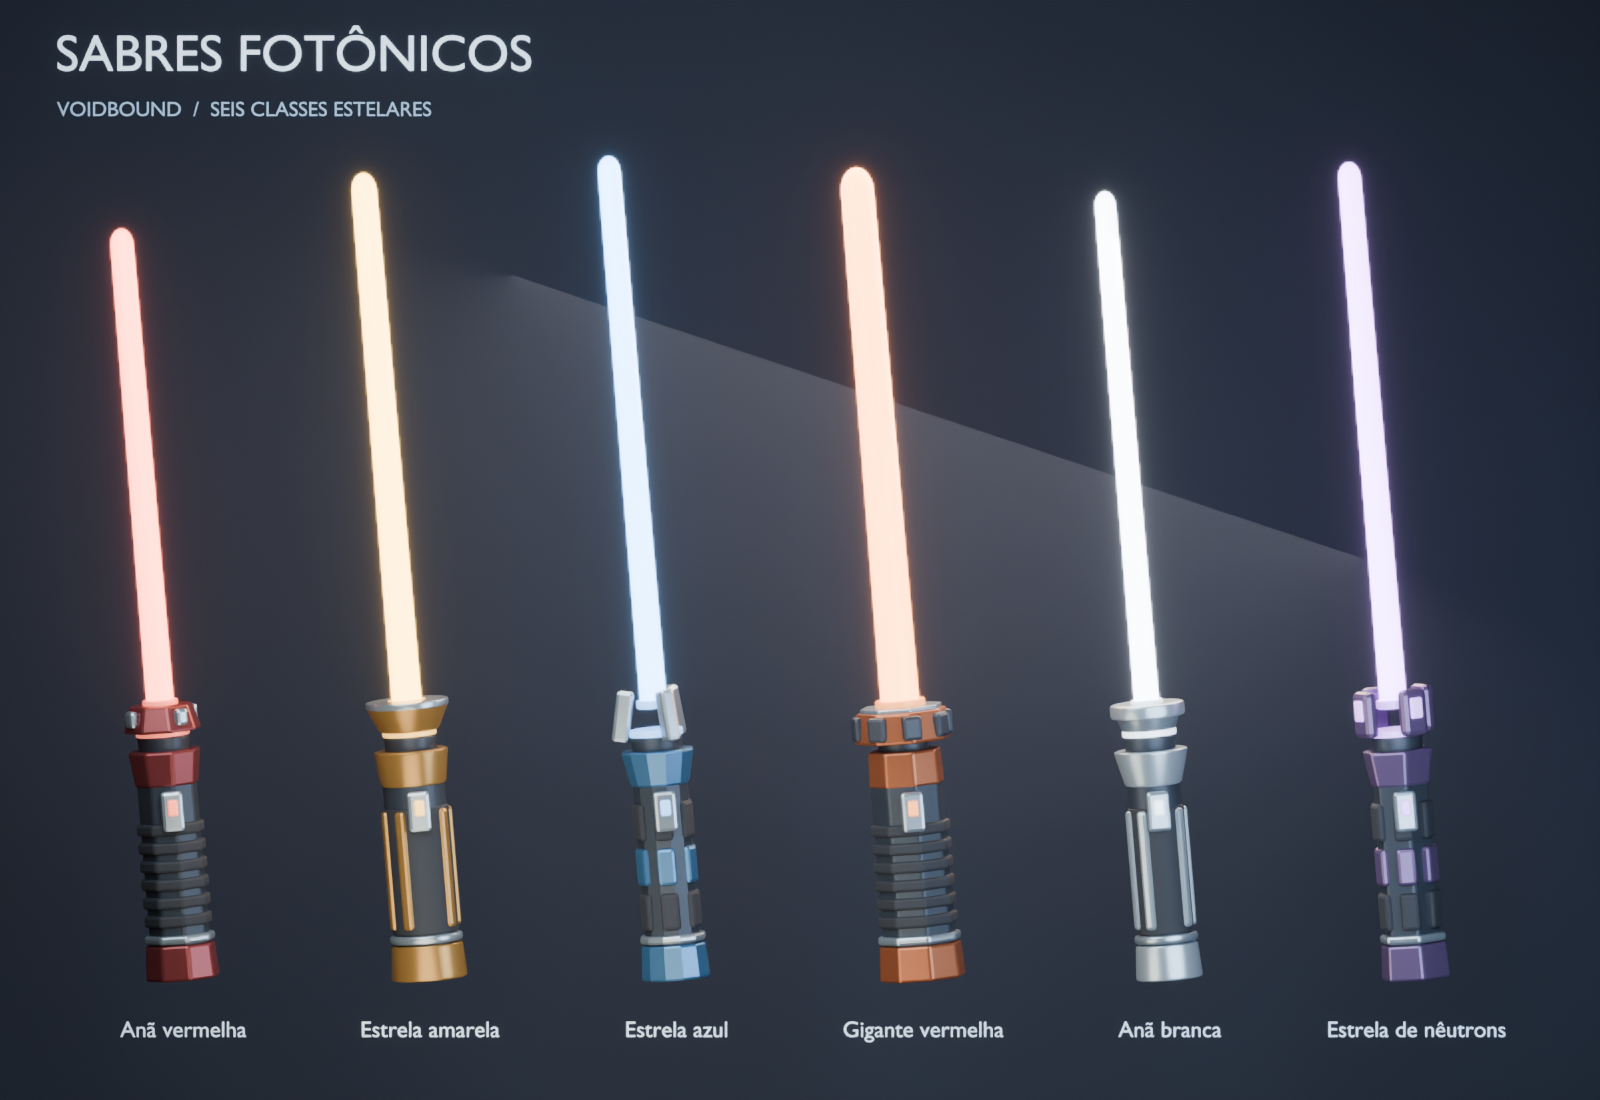 SABRES FOTÔNICOS
VOIDBOUND / SEIS CLASSES ESTELARES
Anã vermelha
Estrela amarela
Estrela azul
Gigante vermelha
Anã branca
Estrela de nêutrons